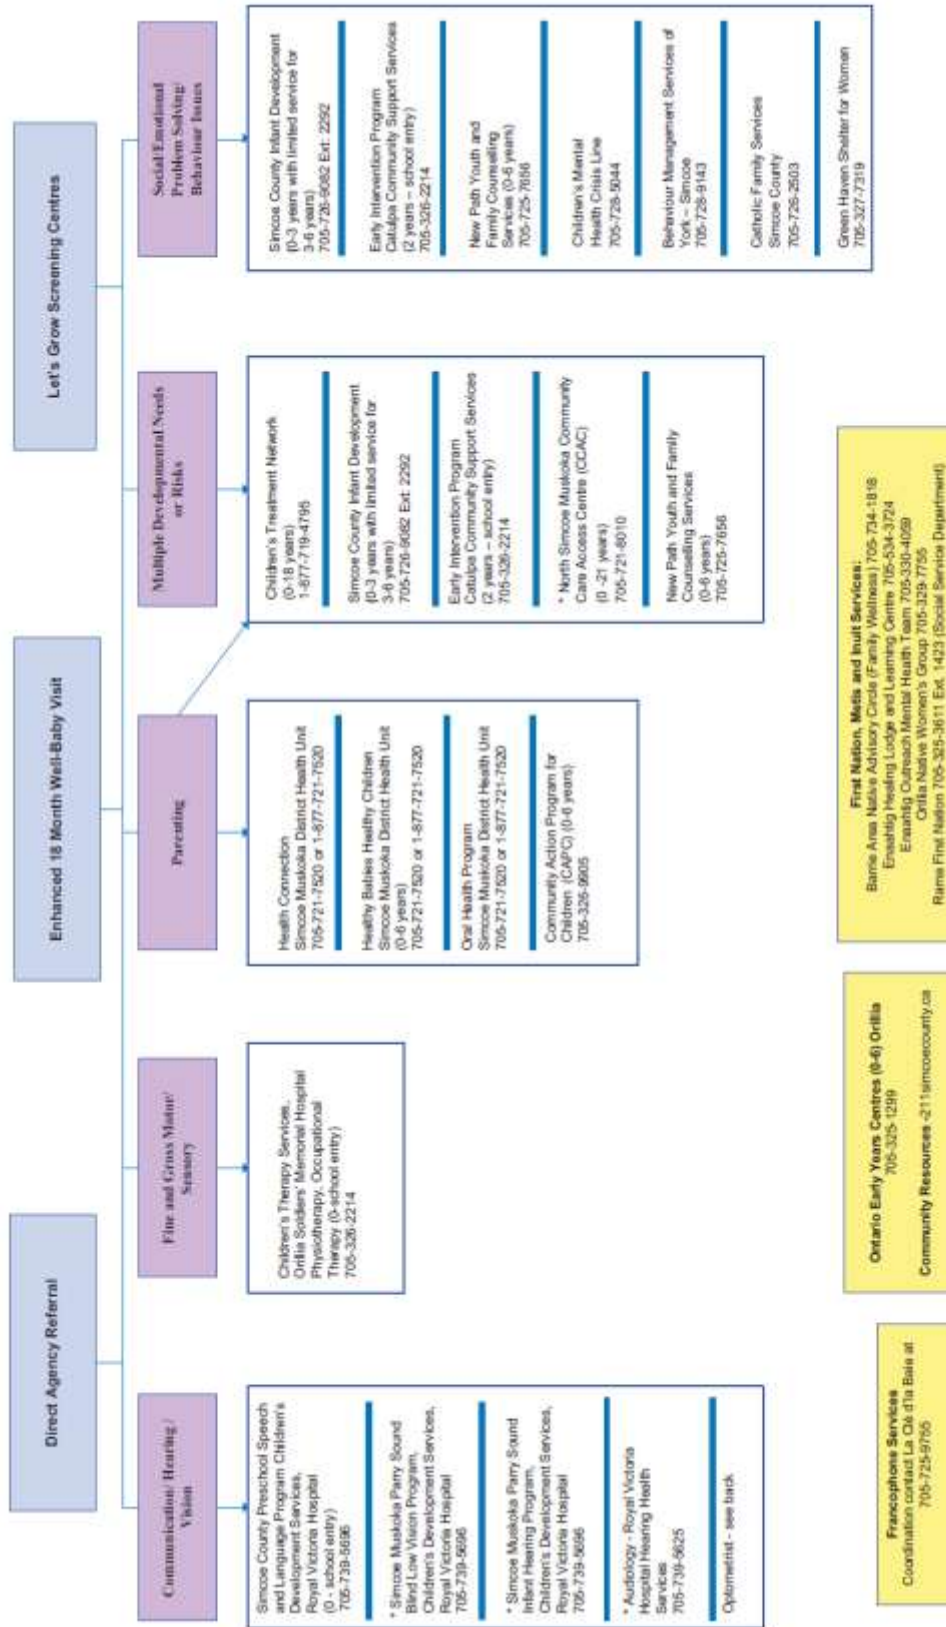 Direct Agency Referral
Enhanced 18 Month Well-Baby Visit
Let's Grow Screening Centres
Communication/ Hearing /
Vision
Fine and Gross Motor/
Sensory
Parenting
Multiple Developmental Needs
or Risks
Social/Emotional
Problem Solving/
Behaviour Issues
Simcoe County Preschool Speech
and Language Program Children's
Development Services,
Royal Victoria Hospital
(0 - school entry)
705-739-5696
* Simcoe Muskoka Parry Sound
Blind Low Vision Program,
Children's Development Services,
Royal Victoria Hospital
705-739-5696
* Simcoe Muskoka Parry Sound
Infant Hearing Program,
Children's Development Services,
Royal Victoria Hospital
705-739-5696
* Audiology - Royal Victoria
Hospital Hearing Health
Services
705-739-5625
Optometrist - see back
Children's Therapy Services,
Orillia Soldiers' Memorial Hospital
Physiotherapy, Occupational
Therapy (0-school entry)
705-326-2214
Health Connection
Simcoe Muskoka District Health Unit
705-721-7520 or 1-877-721-7520
Healthy Babies Healthy Children
Simcoe Muskoka District Health Unit
(0-6 years)
705-721-7520 or 1-877-721-7520
Oral Health Program
Simcoe Muskoka District Health Unit
705-721-7520 or 1-877-721-7520
Community Action Program for
Children (CAPC) (0-6 years)
705-326-9905
Children's Treatment Network
(0-18 years)
1-877-719-4795
Simcoe County Infant Development
(0-3 years with limited service for
3-6 years)
705-726-9082 Ext: 2292
Early Intervention Program
Catulpa Community Support Services
(2 years – school entry)
705-326-2214
* North Simcoe Muskoka Community
Care Access Centre (CCAC)
(0 -21 years)
705-721-8010
New Path Youth and Family
Counselling Services
(0-6 years)
705-725-7656
Simcoe County Infant Development
(0-3 years with limited service for
3-6 years)
705-726-9082 Ext: 2292
Early Intervention Program
Catulpa Community Support Services
(2 years – school entry)
705-326-2214
New Path Youth and
Family Counselling
Services (0-6 years)
705-725-7656
Children's Mental
Health Crisis Line
705-728-5044
Behaviour Management Services of
York – Simcoe
705-728-9143
Catholic Family Services
Simcoe County
705-726-2503
Green Haven Shelter for Women
705-327-7319
Francophone Services
Coordination contact La Clé d'la Baie at
705-725-9755
Ontario Early Years Centres (0-6) Orillia
705-325-1299
Community Resources -211simcoecounty.ca
First Nation, Metis and Inuit Services:
Barrie Area Native Advisory Circle (Family Wellness) 705-734-1818
Enaahtig Healing Lodge and Learning Centre 705-534-3724
Enaahtig Outreach Mental Health Team 705-330-4059
Orillia Native Women's Group 705-329-7755
Rama First Nation 705-325-3611 Ext. 1423 (Social Service Department)